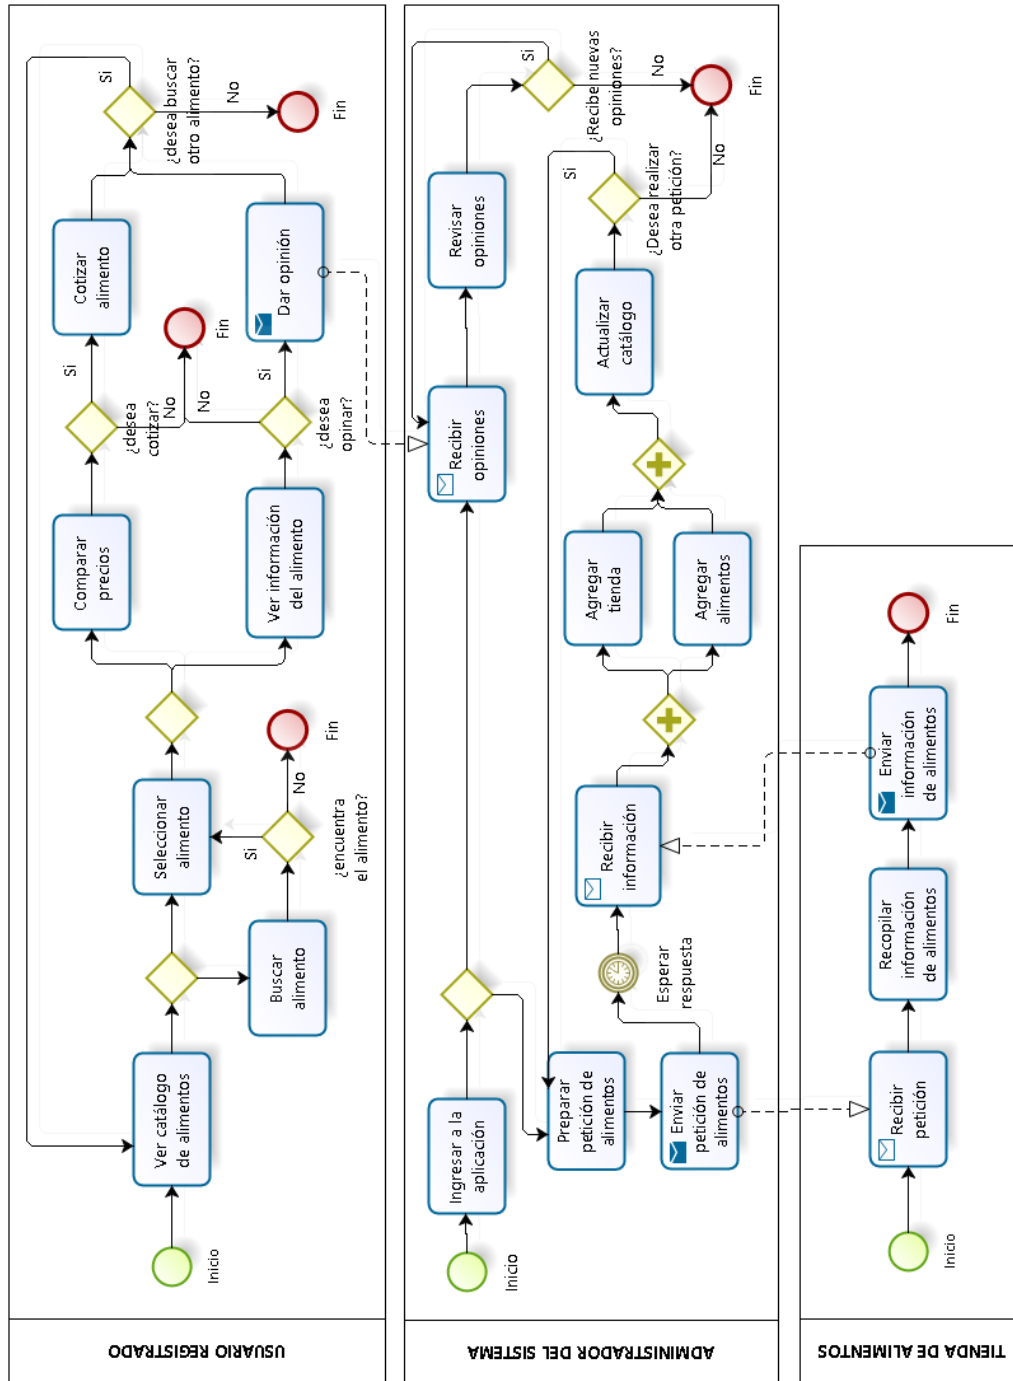 USUARIO REGISTRADO
Inicio
Ver catálogo
de alimentos
Buscar
alimento
Seleccionar
alimento
¿encuentra
el alimento?
Si
No
Fin
Comparar
precios
Ver información
del alimento
¿desea
cotizar?
Si
No
¿desea
opinar?
Si
No
Fin
Cotizar
alimento
Dar opinión
¿desea buscar
otro alimento?
Si
No
Fin
ADMINISTRADOR DEL SISTEMA
Inicio
Ingresar a la
aplicación
Preparar
petición de
alimentos
Enviar
petición de
alimentos
Esperar
respuesta
Recibir
información
Agregar
tienda
Agregar
alimentos
Actualizar
catálogo
¿Desea realizar
otra petición?
Si
No
Recibir
opiniones
Revisar
opiniones
¿Recibe nuevas
opiniones?
Si
No
Fin
TIENDA DE ALIMENTOS
Inicio
Recibir
petición
Recopilar
información
de alimentos
Enviar
información
de alimentos
Fin